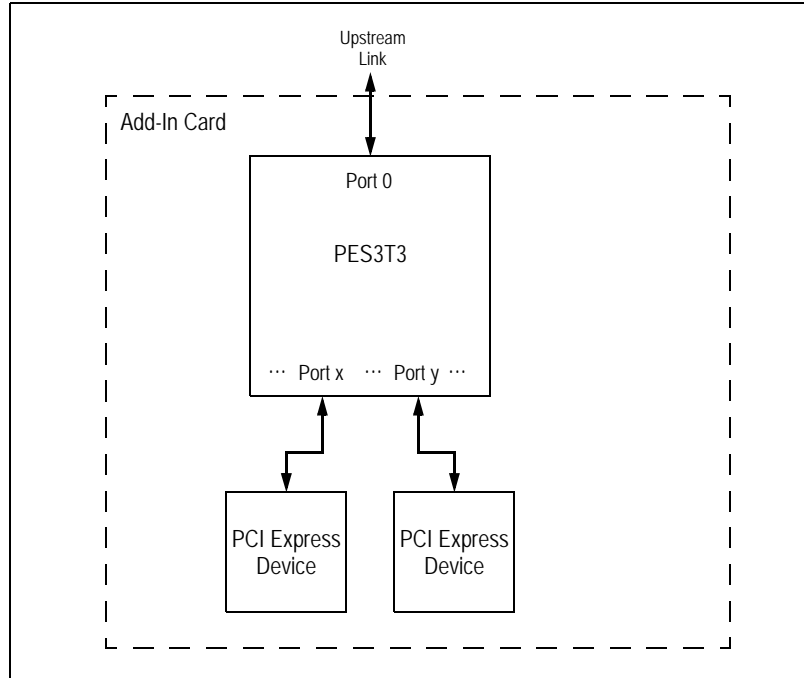 Upstream
Link
Add-In Card
Port 0
PES3T3
... Port x ... Port y ...
PCI Express
Device
PCI Express
Device